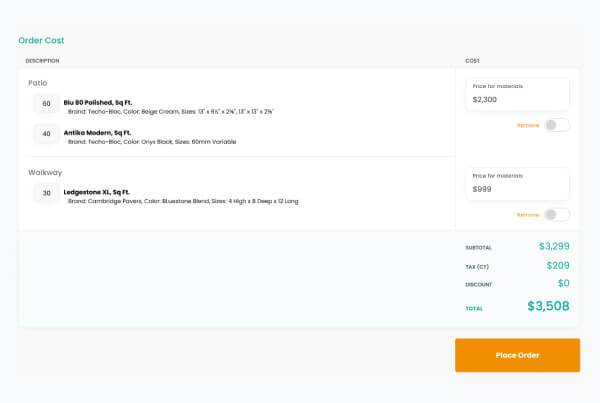 Order Cost
DESCRIPTION COST
Patio
60 Blu 80 Polished, Sq Ft.
Brand: Techo-Bloc, Color: Beige Cream, Sizes: 13" x 6½" x 2¾", 13" x 13" x 2¾"
40 Antika Modern, Sq Ft.
Brand: Techo-Bloc, Color: Onyx Black, Sizes: 60mm Variable
Price for materials
$2,300
Remove
Walkway
30 Ledgestone XL, Sq Ft.
Brand: Cambridge Pavers, Color: Bluestone Blend, Sizes: 4 High x 8 Deep x 12 Long
Price for materials
$999
Remove
SUBTOTAL $3,299
TAX (CT) $209
DISCOUNT $0
TOTAL $3,508
Place Order